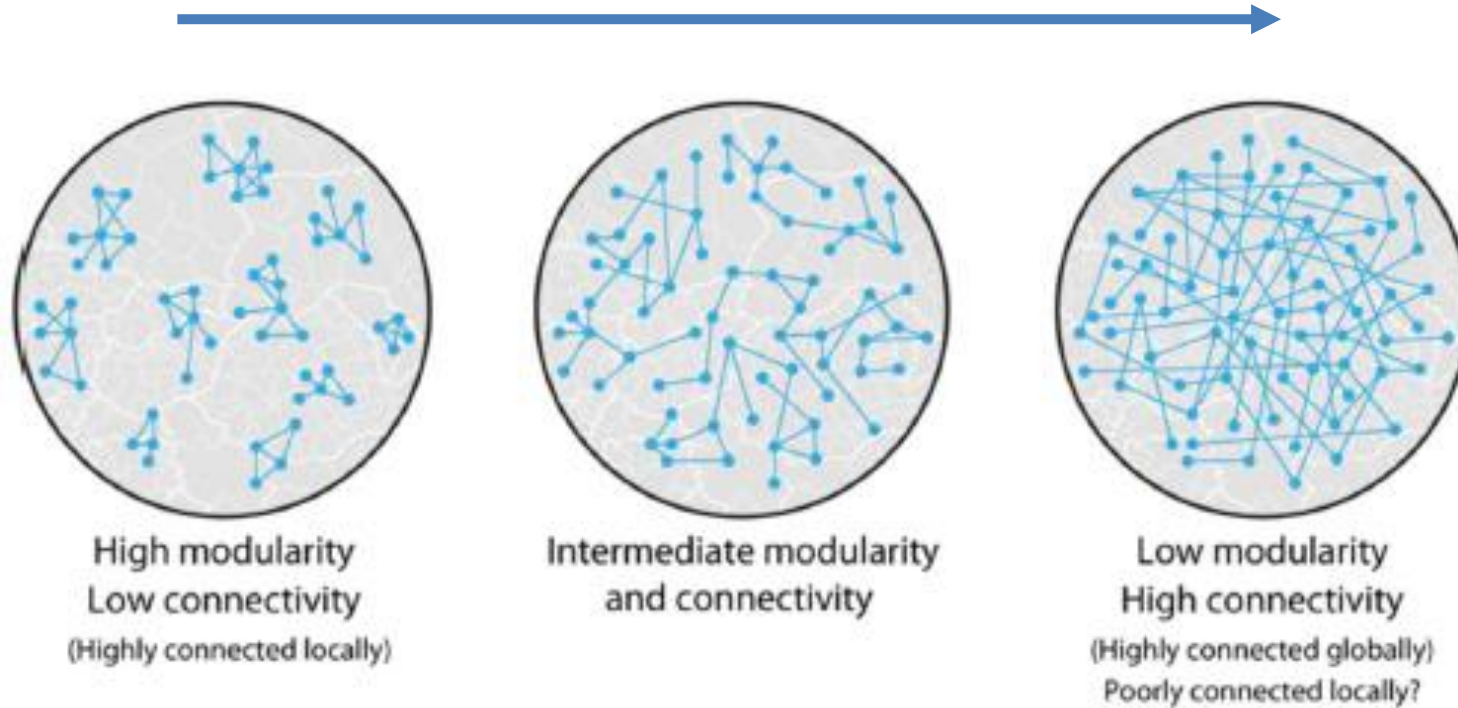 High modularity
Low connectivity
(Highly connected locally)
Intermediate modularity
and connectivity
Low modularity
High connectivity
(Highly connected globally)
Poorly connected locally?